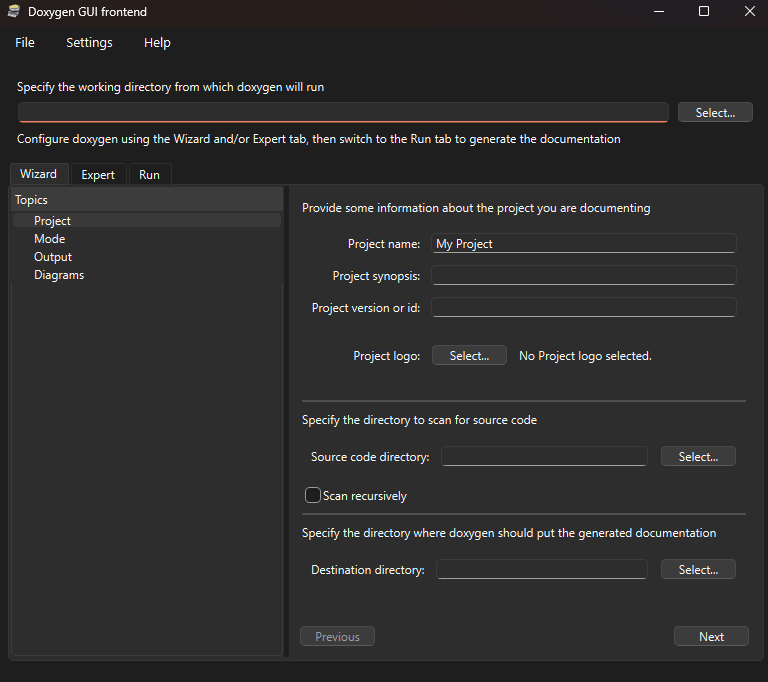 Doxygen GUI frontend
File Settings Help
Specify the working directory from which doxygen will run
Select...
Configure doxygen using the Wizard and/or Expert tab, then switch to the Run tab to generate the documentation
Wizard Expert Run
Topics
Project
Mode
Output
Diagrams
Provide some information about the project you are documenting
Project name: My Project
Project synopsis:
Project version or id:
Project logo: Select... No Project logo selected.
Specify the directory to scan for source code
Source code directory: Select...
Scan recursively
Specify the directory where doxygen should put the generated documentation
Destination directory: Select...
Previous Next